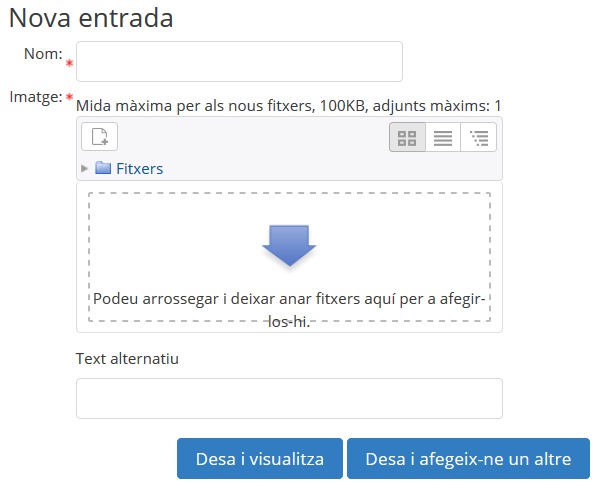 Nova entrada
Nom: *
Imatge: *
Mida màxima per als nous fitxers, 100KB, adjunts màxims: 1
Fitxers
Podeu arrossegar i deixar anar fitxers aquí per a afegir-
los-hi.
Text alternatiu
Desa i visualitza
Desa i afegeix-ne un altre